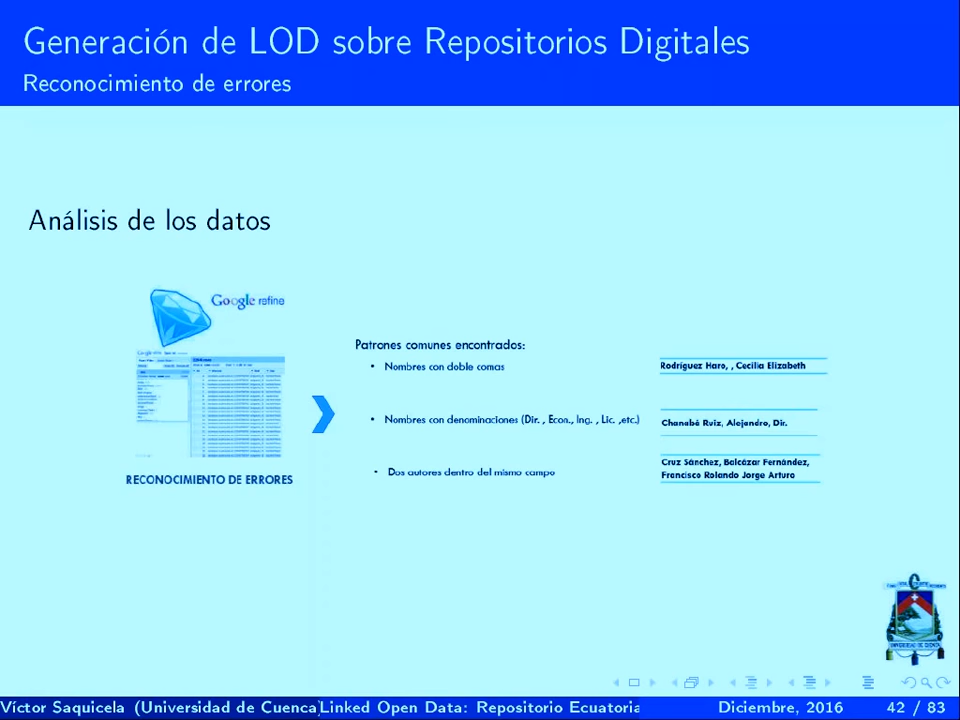 Generación de LOD sobre Repositorios Digitales
Reconocimiento de errores
Análisis de los datos
Google refine
Patrones comunes encontrados:
• Nombres con doble comas
Rodríguez Haro, , Cecilia Elizabeth
• Nombres con denominaciones (Dir. , Econ., Ing. , Lic. ,etc.)
Chanabá Ruiz, Alejandro, Dir.
• Dos autores dentro del mismo campo
Cruz Sánchez, Balcázar Fernández,
Francisco Rolando Jorge Arturo
RECONOCIMIENTO DE ERRORES
UNIVERSIDAD DE CUENCA
Víctor Saquicela (Universidad de Cuenca)
Linked Open Data: Repositorio Ecuatoria
Diciembre, 2016
42 / 83